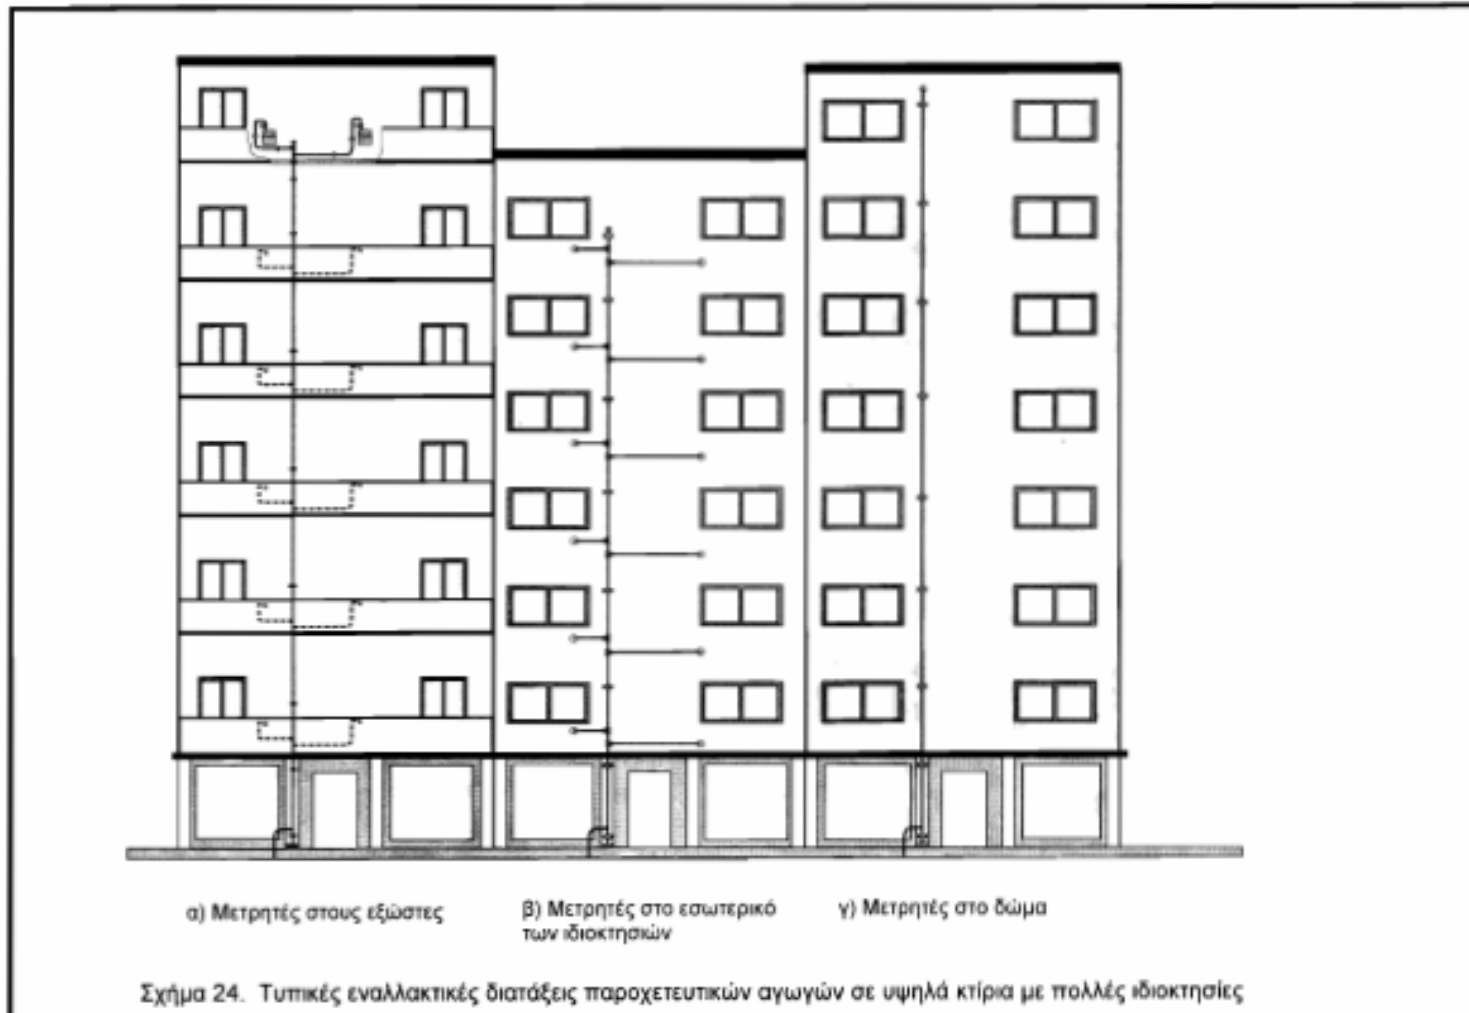 α) Μετρητές στους εξώστες
β) Μετρητές στο εσωτερικό
των ιδιοκτησιών
γ) Μετρητές στο δώμα
Σχήμα 24. Τυπικές εναλλακτικές διατάξεις παροχετευτικών αγωγών σε υψηλά κτίρια με πολλές ιδιοκτησίες